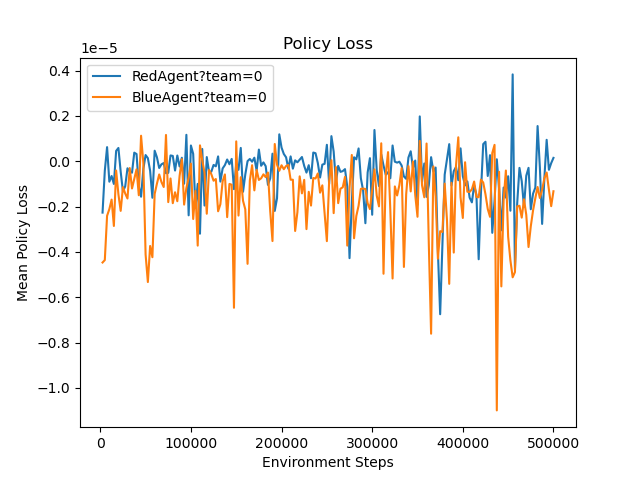 Policy Loss
1e−5
RedAgent?team=0
BlueAgent?team=0
0.4
0.2
0.0
−0.2
−0.4
−0.6
−0.8
−1.0
Mean Policy Loss
0 100000 200000 300000 400000 500000
Environment Steps